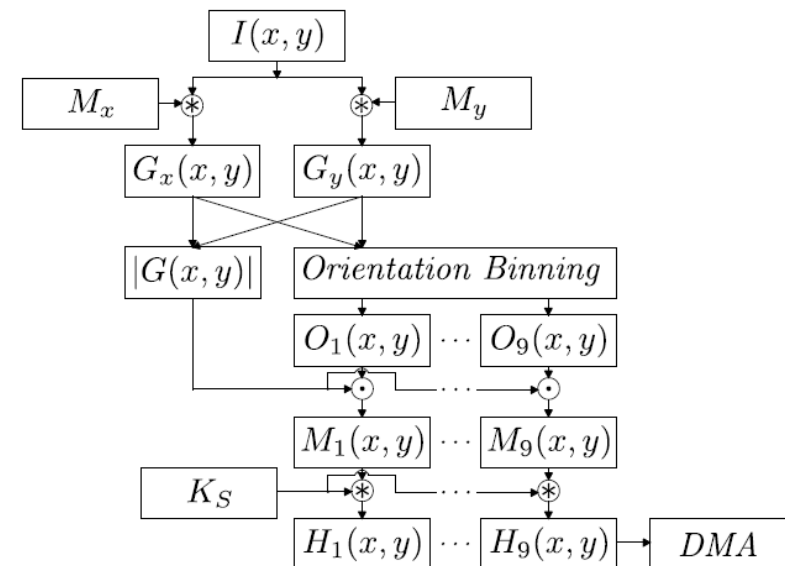 I(x, y)
M_x * * M_y
G_x(x, y) G_y(x, y)
|G(x, y)| Orientation Binning
O_1(x, y) ··· O_9(x, y)
⊙ ··· ⊙
M_1(x, y) ··· M_9(x, y)
K_S * ··· *
H_1(x, y) ··· H_9(x, y) DMA